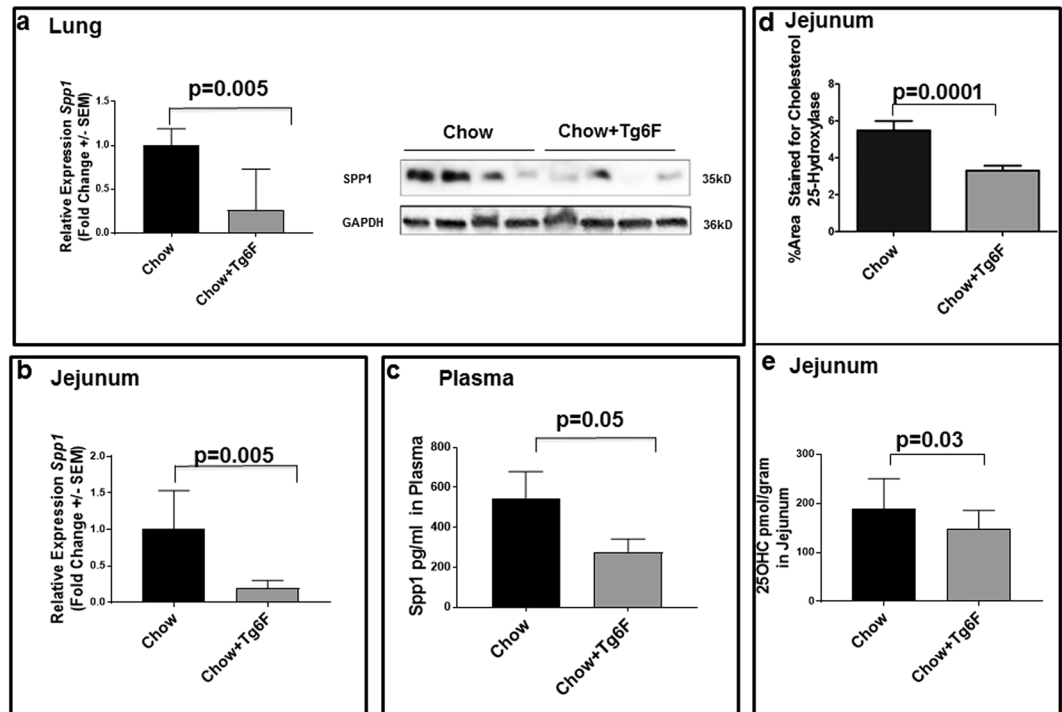 a Lung
Relative Expression Spp1
(Fold Change +/- SEM)
1.5
1.0
0.5
0.0
p=0.005
Chow
Chow+Tg6F
Chow
Chow+Tg6F
SPP1
35kD
GAPDH
36kD
b Jejunum
Relative Expression Spp1
(Fold Change +/- SEM)
2.0
1.5
1.0
0.5
0.0
p=0.005
Chow
Chow+Tg6F
c Plasma
Spp1 pg/ml in Plasma
800
600
400
200
0
p=0.05
Chow
Chow+Tg6F
d Jejunum
%Area Stained for Cholesterol
25-Hydroxylase
8
6
4
2
0
p=0.0001
Chow
Chow+Tg6F
e Jejunum
25OHC pmol/gram
in Jejunum
300
200
100
0
p=0.03
Chow
Chow+Tg6F